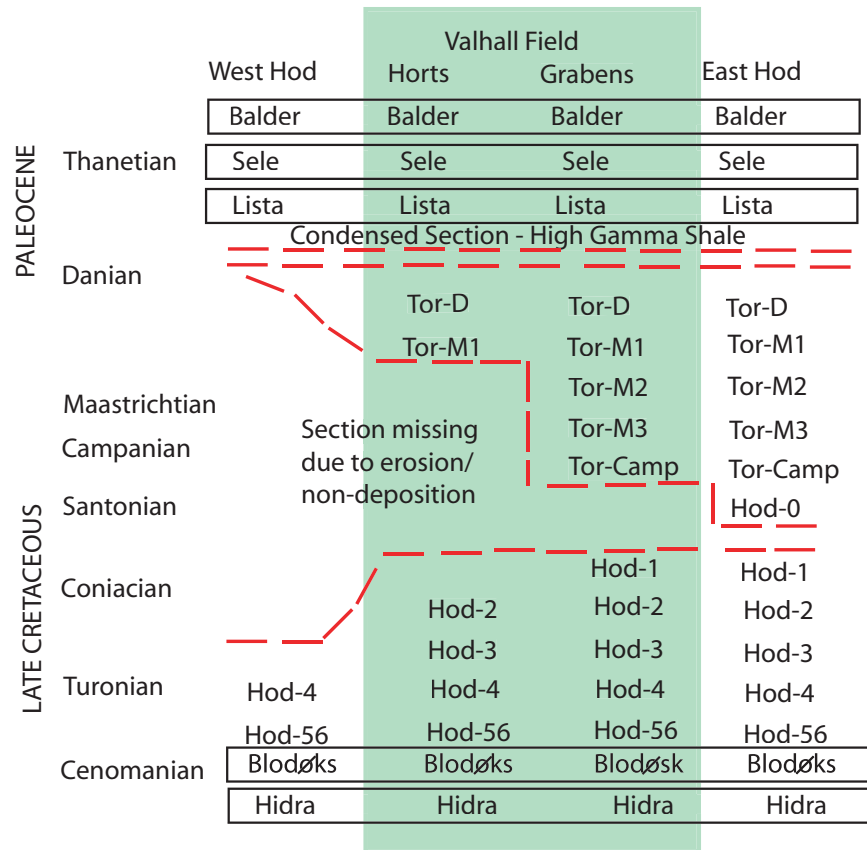 Valhall Field
West Hod Horts Grabens East Hod
Balder Balder Balder Balder
PALEOCENE
Thanetian Sele Sele Sele Sele
Lista Lista Lista Lista
Condensed Section - High Gamma Shale
Danian
Tor-D Tor-D Tor-D
Tor-M1 Tor-M1 Tor-M1
Tor-M2 Tor-M2
Maastrichtian
Section missing Tor-M3 Tor-M3
Campanian
due to erosion/ Tor-Camp Tor-Camp
non-deposition
Santonian Hod-0
LATE CRETACEOUS
Hod-1 Hod-1
Coniacian
Hod-2 Hod-2 Hod-2
Hod-3 Hod-3 Hod-3
Turonian Hod-4 Hod-4 Hod-4 Hod-4
Hod-56 Hod-56 Hod-56 Hod-56
Cenomanian Blodøks Blodøks Blodøsk Blodøks
Hidra Hidra Hidra Hidra